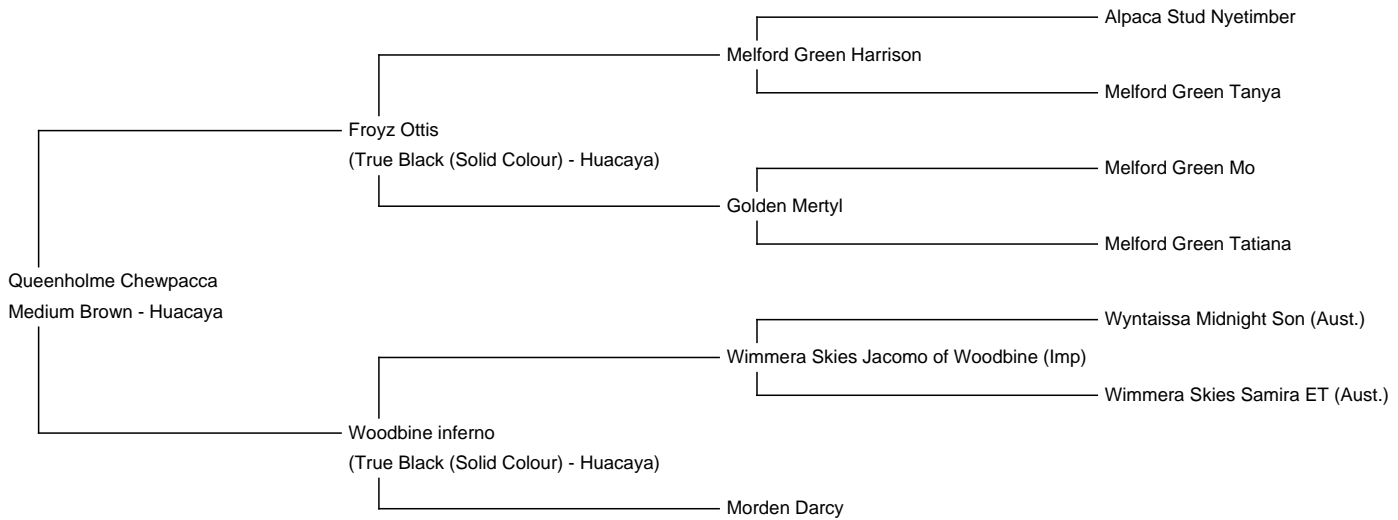 Alpaca Stud Nyetimber
Melford Green Harrison
Melford Green Tanya
Froyz Ottis
(True Black (Solid Colour) - Huacaya)
Melford Green Mo
Golden Mertyl
Melford Green Tatiana
Queenholme Chewpacca
Medium Brown - Huacaya
Wyntaissa Midnight Son (Aust.)
Wimmera Skies Jacomo of Woodbine (Imp)
Wimmera Skies Samira ET (Aust.)
Woodbine inferno
(True Black (Solid Colour) - Huacaya)
Morden Darcy